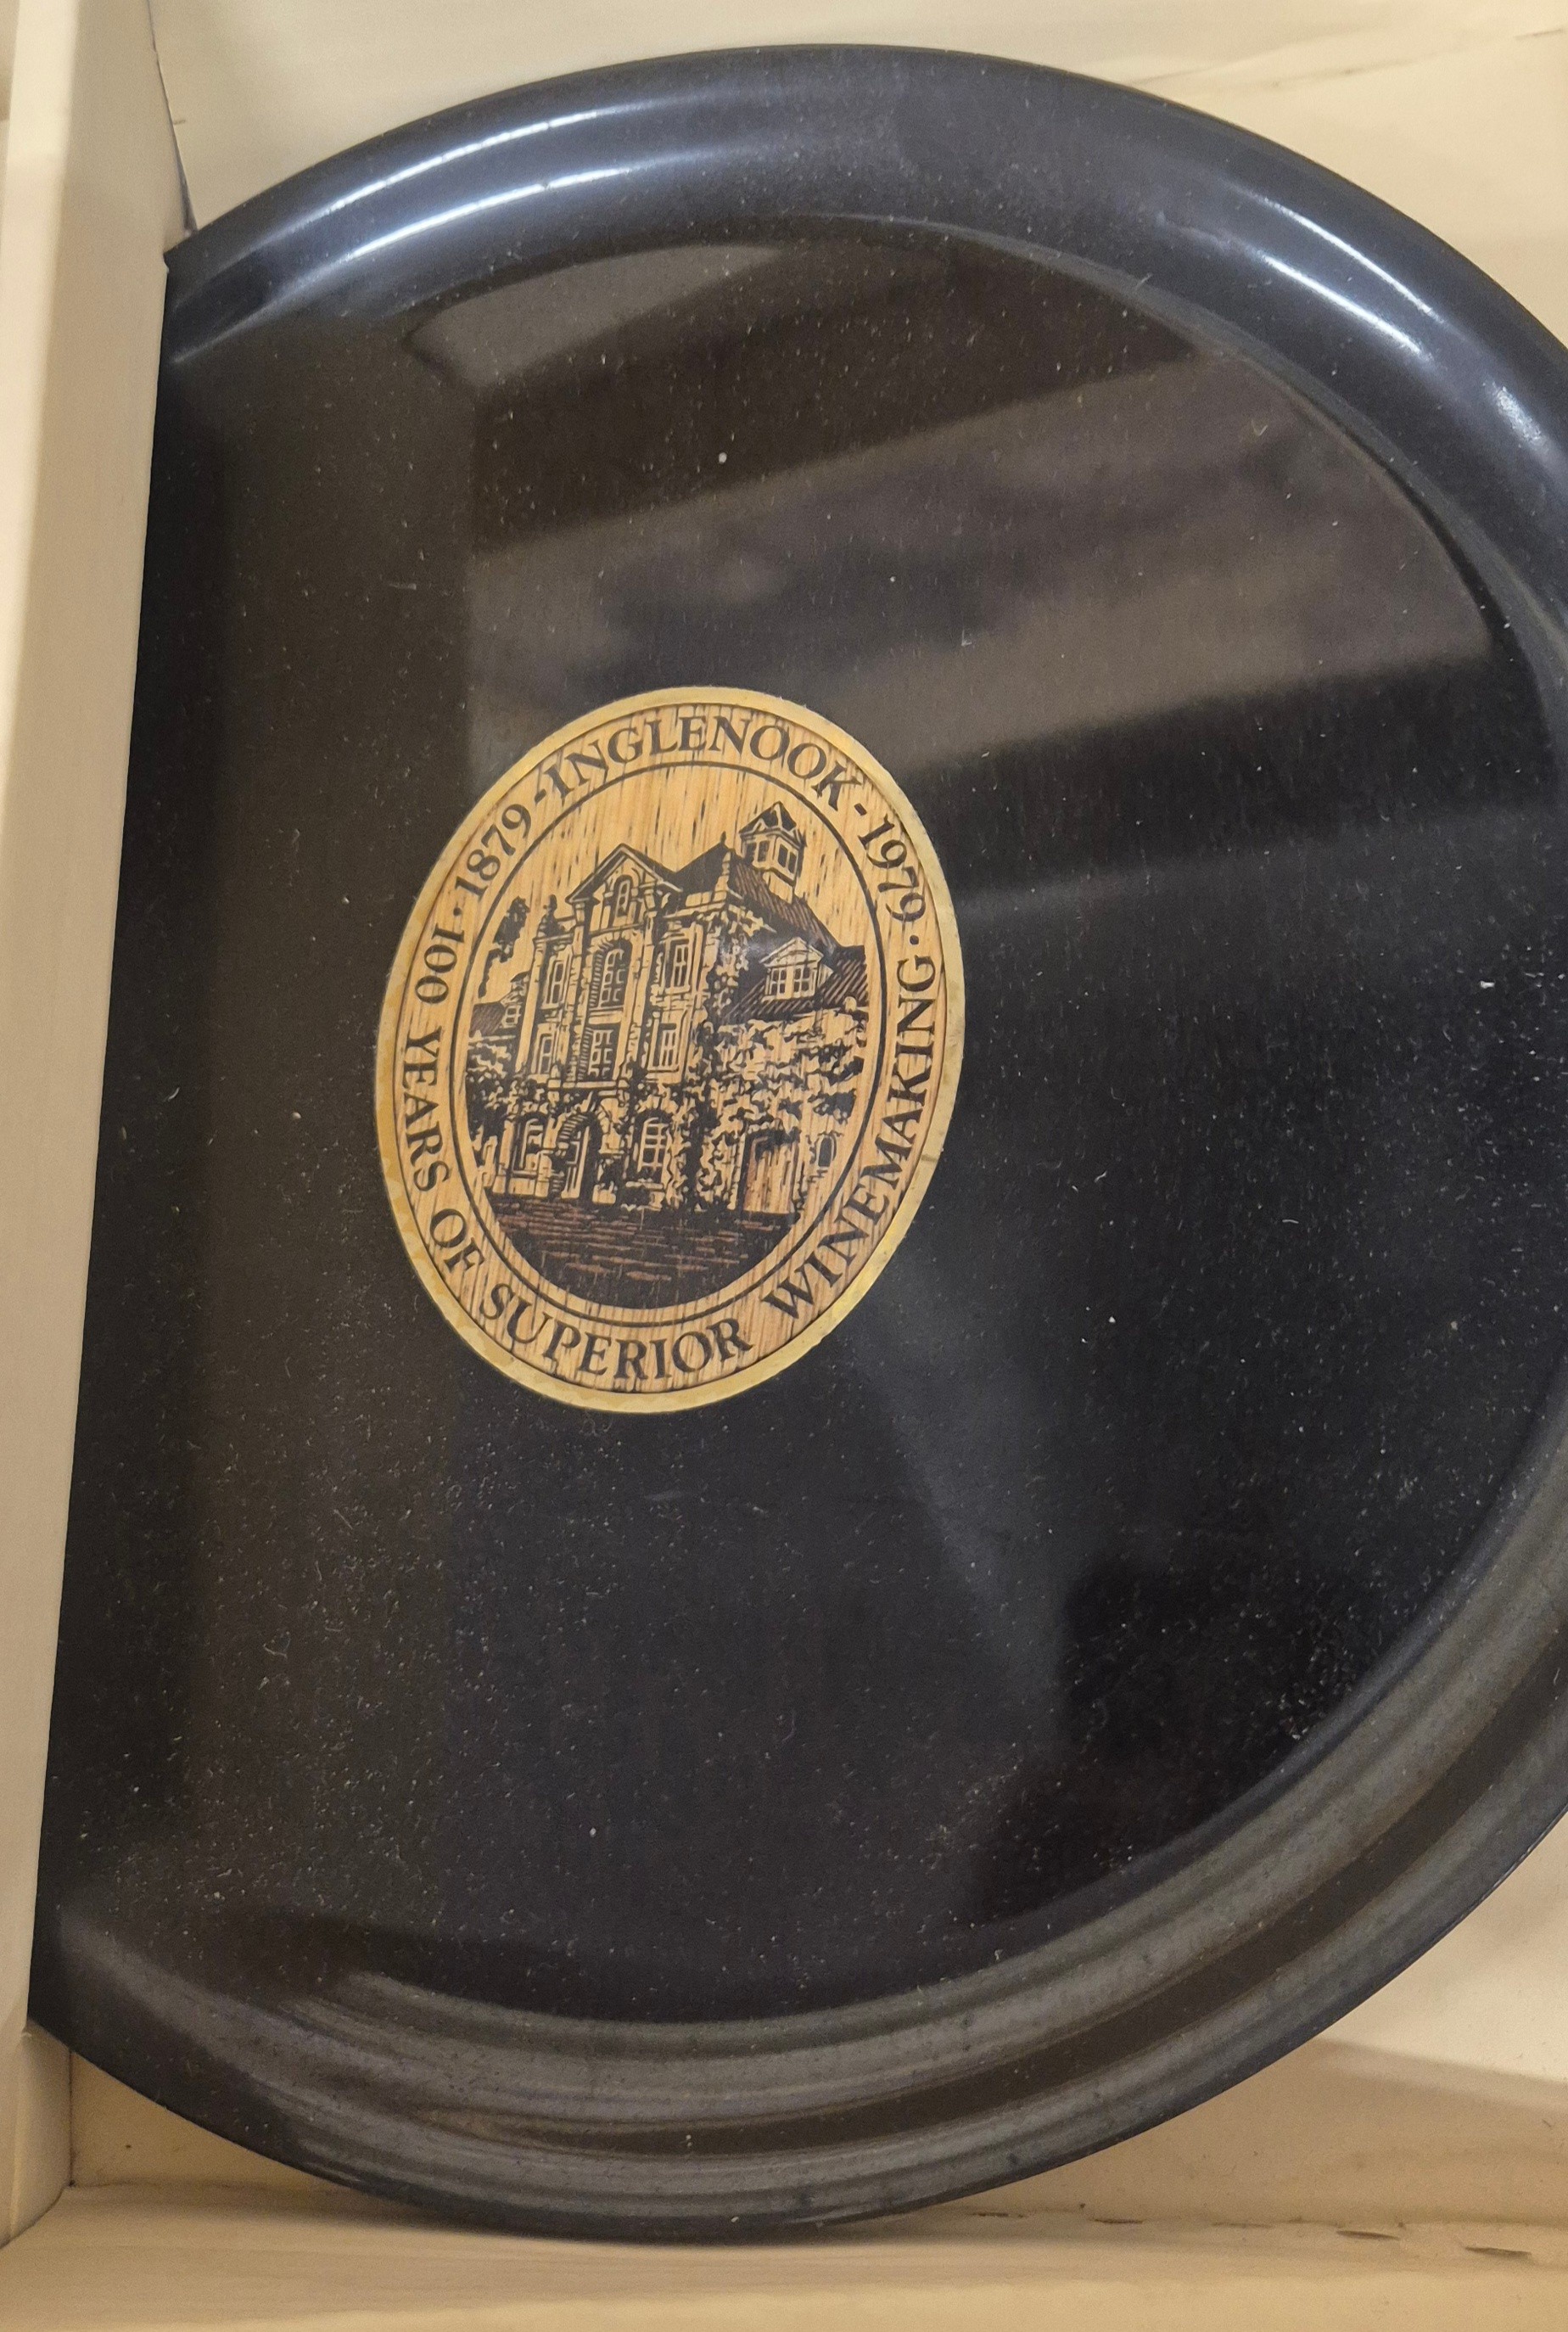 1879 - INGLENOOK - 1979 ·
100 YEARS OF SUPERIOR WINEMAKING ·